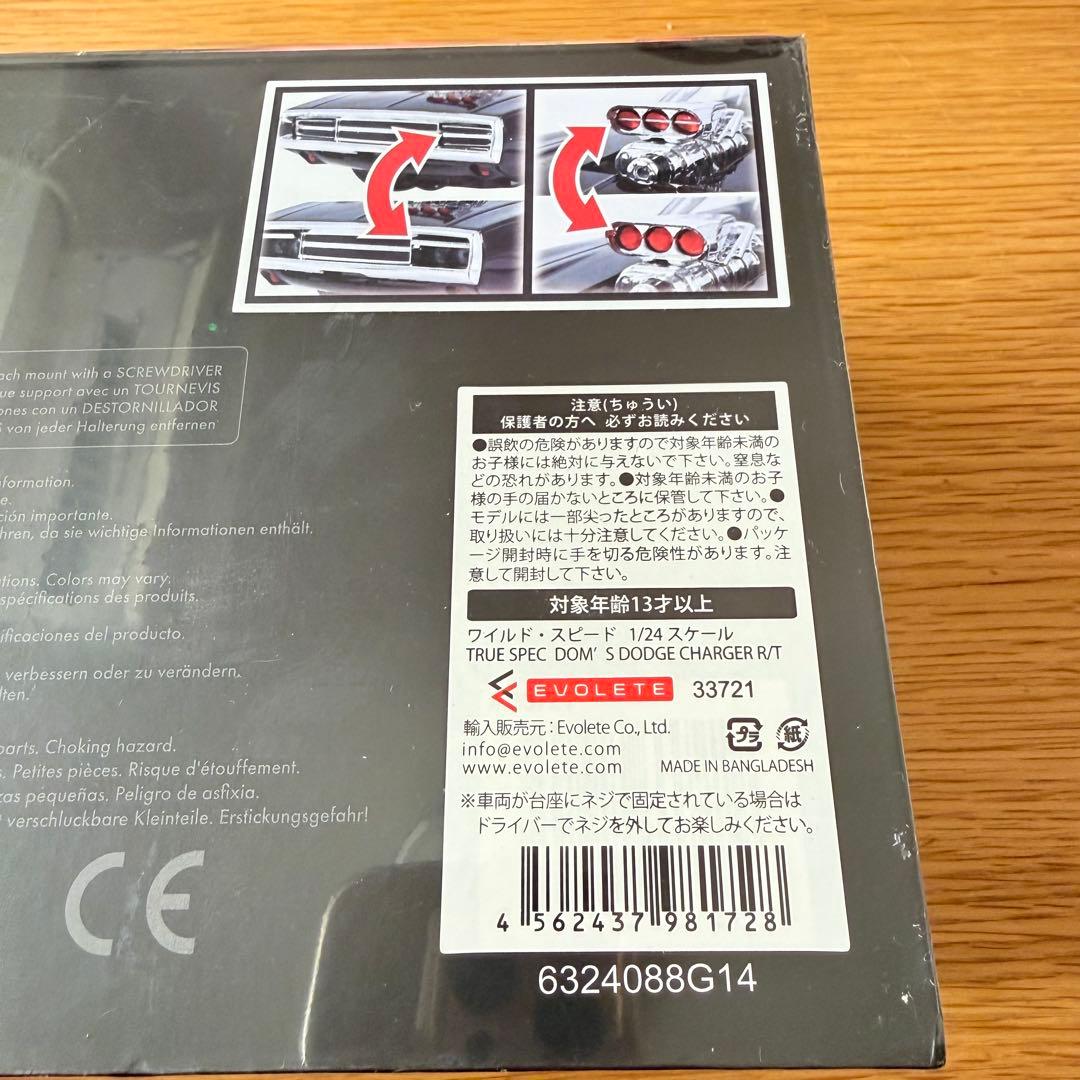 ach mount with a SCREWDRIVER
ue support avec un TOURNEVIS
ones con un DESTORNILLADOR
von jeder Halterung entfernen
nformation.
e.
ción importante.
hren, da sie wichtige Informationen enthält.
ations. Colors may vary.
spécifications des produits.
ificaciones del producto.
verbessern oder zu verändern.
lten.
parts. Choking hazard.
s. Petites pièces. Risque d'étouffement.
zas pequeñas. Peligro de asfixia.
verschluckbare Kleinteile. Erstickungsgefahr!
CE
注意(ちゅうい)
保護者の方へ 必ずお読みください
●誤飲の危険がありますので対象年齢未満の
お子様には絶対に与えないで下さい。窒息な
どの恐れがあります。●対象年齢未満のお子
様の手の届かないところに保管して下さい。●
モデルには一部尖ったところがありますので、
取り扱いには十分注意してください。●パッケ
ージ開封時に手を切る危険性があります。注
意して開封して下さい。
対象年齢13才以上
ワイルド・スピード 1/24 スケール
TRUE SPEC DOM'S DODGE CHARGER R/T
EVOLETE 33721
輸入販売元：Evolete Co., Ltd.
info@evolete.com
www.evolete.com
プラ 紙
MADE IN BANGLADESH
※車両が台座にネジで固定されている場合は
ドライバーでネジを外してお楽しみください。
4 562437 981728
6324088G14